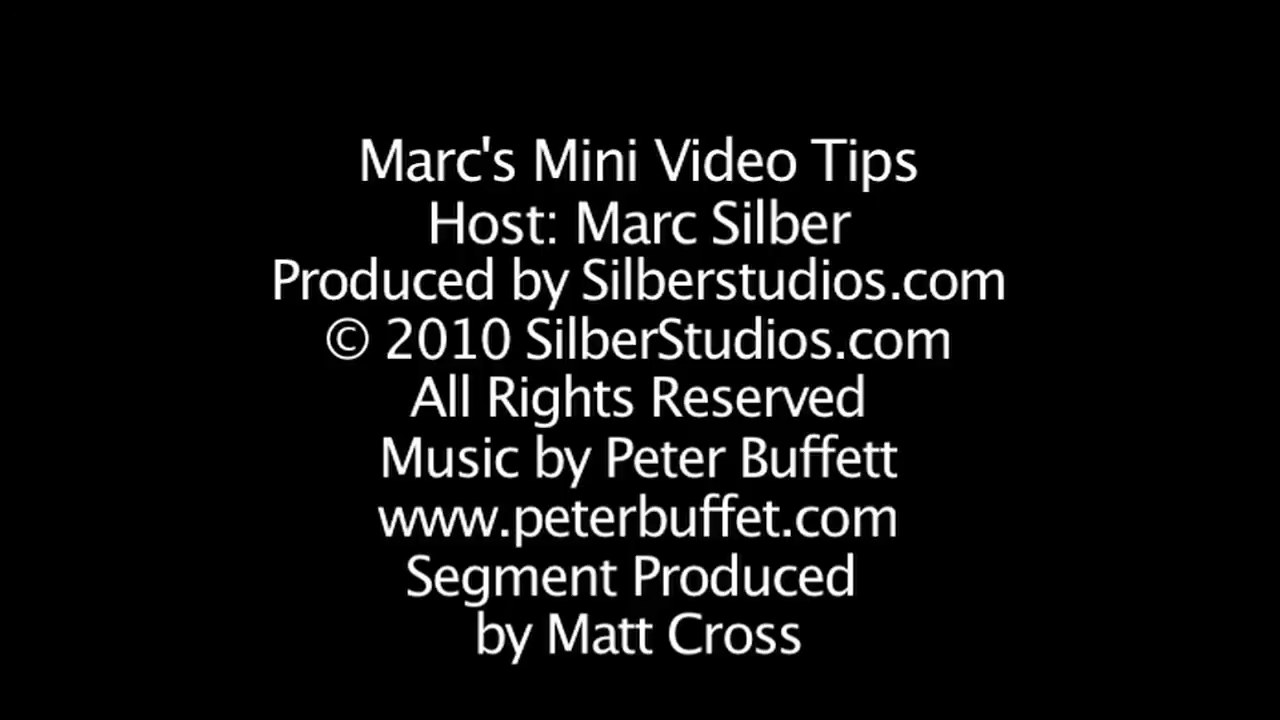 Marc's Mini Video Tips
Host: Marc Silber
Produced by Silberstudios.com
© 2010 SilberStudios.com
All Rights Reserved
Music by Peter Buffett
www.peterbuffet.com
Segment Produced
by Matt Cross